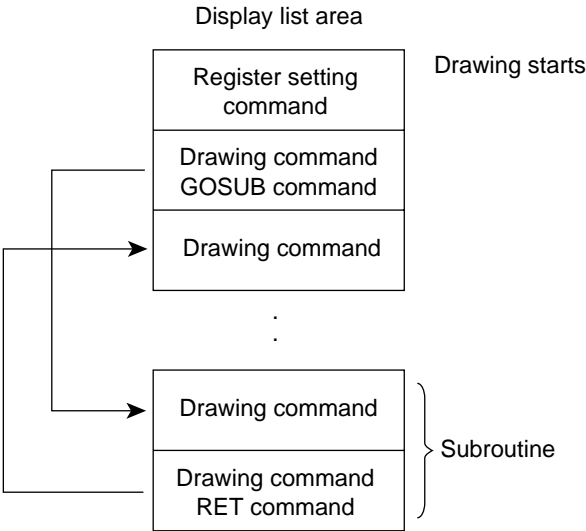 Display list area
Drawing starts
Register setting
command
Drawing command
GOSUB command
Drawing command
.
.
Drawing command
Subroutine
Drawing command
RET command